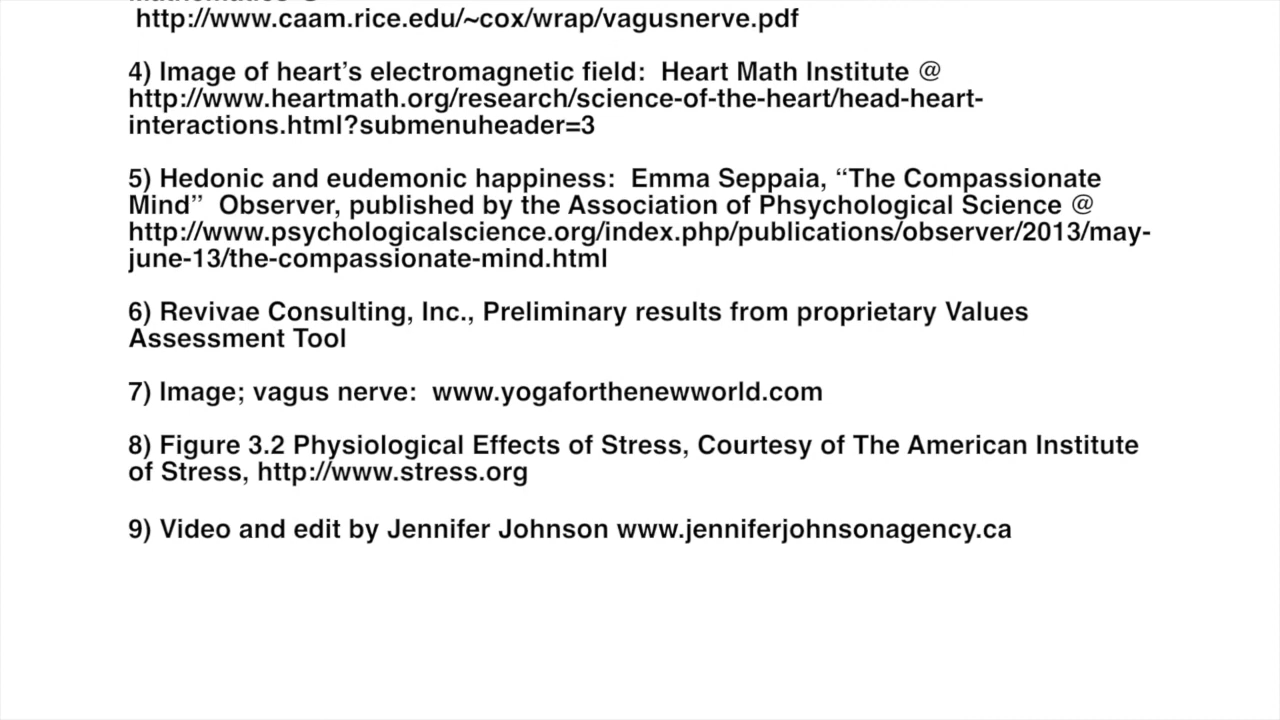 http://www.caam.rice.edu/~cox/wrap/vagusnerve.pdf
4) Image of heart’s electromagnetic field:  Heart Math Institute @
http://www.heartmath.org/research/science-of-the-heart/head-heart-
interactions.html?submenuheader=3
5) Hedonic and eudemonic happiness:  Emma Seppaia, “The Compassionate
Mind”  Observer, published by the Association of Phsychological Science @
http://www.psychologicalscience.org/index.php/publications/observer/2013/may-
june-13/the-compassionate-mind.html
6) Revivae Consulting, Inc., Preliminary results from proprietary Values
Assessment Tool
7) Image; vagus nerve:  www.yogaforthenewworld.com
8) Figure 3.2 Physiological Effects of Stress, Courtesy of The American Institute
of Stress, http://www.stress.org
9) Video and edit by Jennifer Johnson www.jenniferjohnsonagency.ca